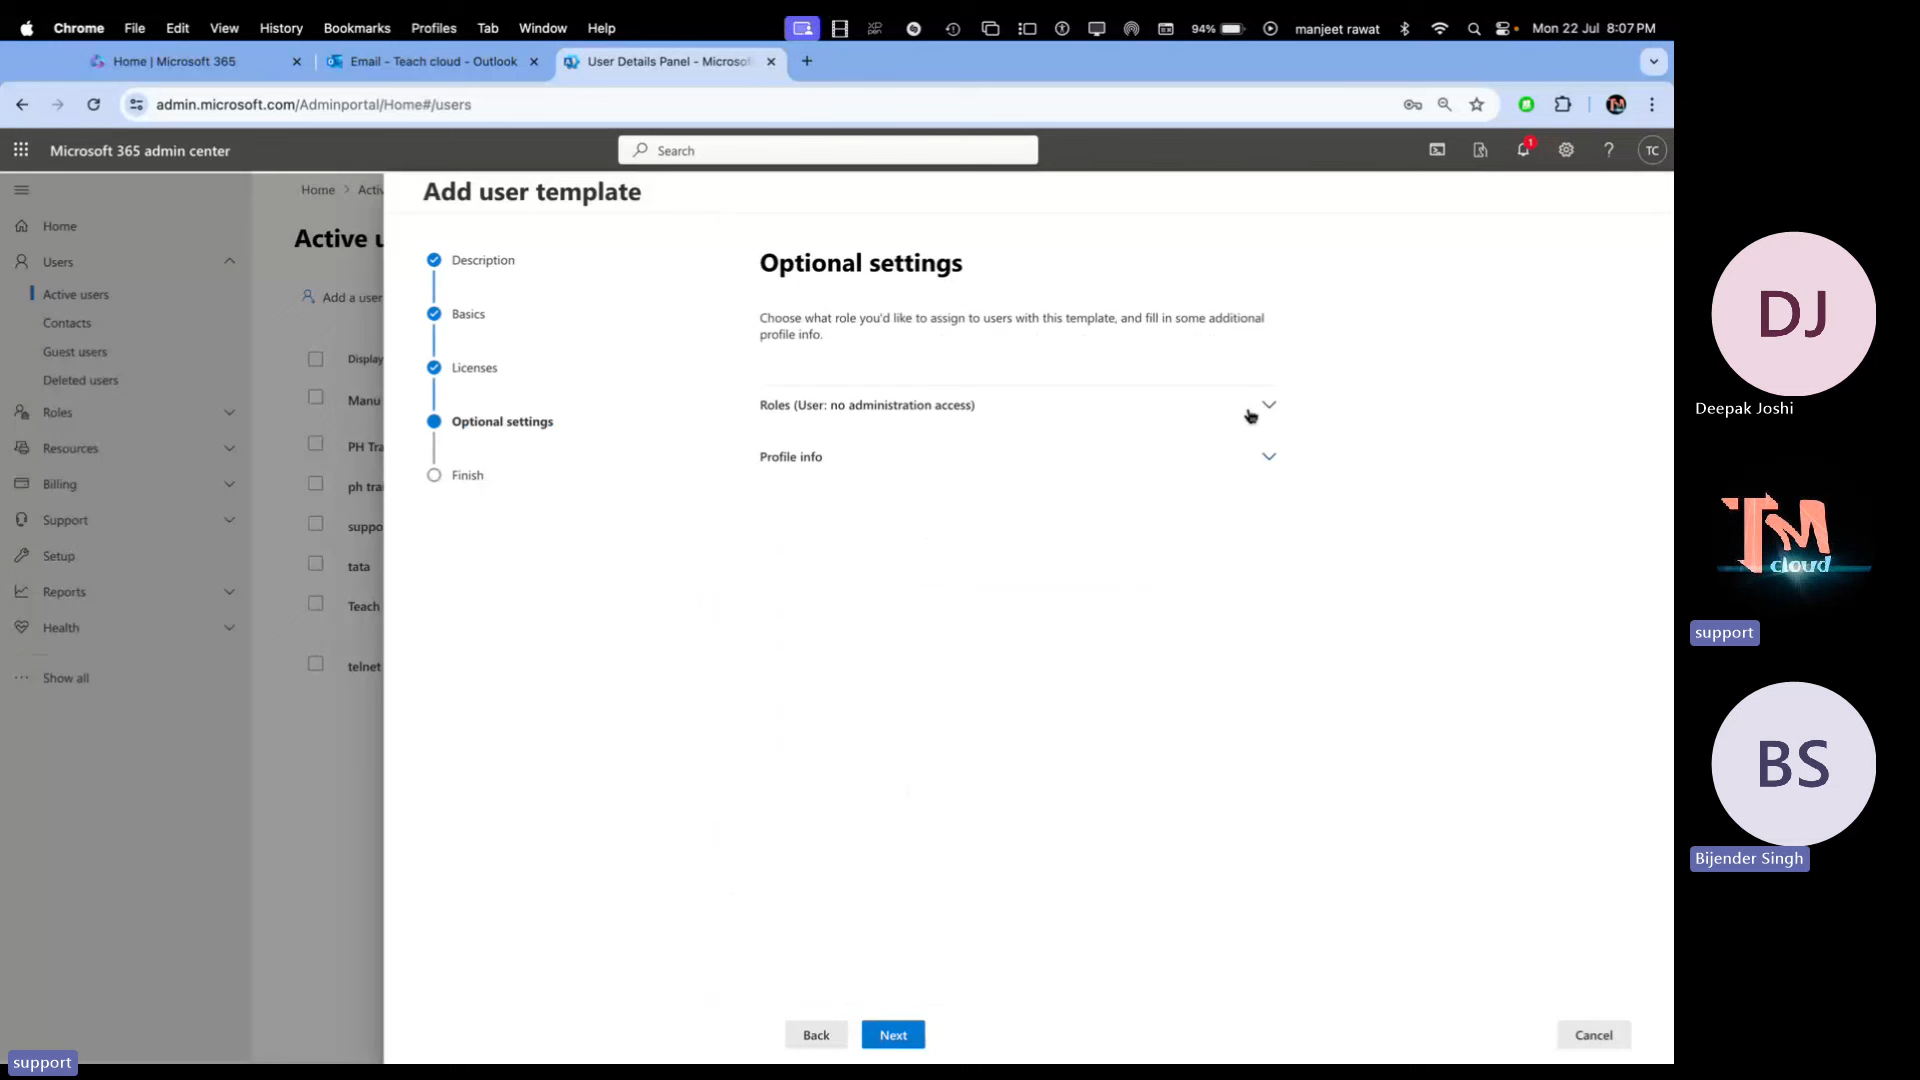 Chrome File Edit View History Bookmarks Profiles Tab Window Help
XP
pen
94% manjeet rawat Mon 22 Jul 8:07 PM
Home | Microsoft 365
Email - Teach cloud - Outlook
User Details Panel - Microsof
admin.microsoft.com/Adminportal/Home#/users
Microsoft 365 admin center
Search
1
TC
Home
Users
Active users
Contacts
Guest users
Deleted users
Roles
Resources
Billing
Support
Setup
Reports
Health
Show all
Home > Activ
Active u
Add a user
Display
Manu
PH Tra
ph tra
suppo
tata
Teach
telnet
Add user template
Description
Basics
Licenses
Optional settings
Finish
Optional settings
Choose what role you'd like to assign to users with this template, and fill in some additional
profile info.
Roles (User: no administration access)
Profile info
Back
Next
Cancel
DJ
Deepak Joshi
TM
cloud
support
BS
Bijender Singh
support